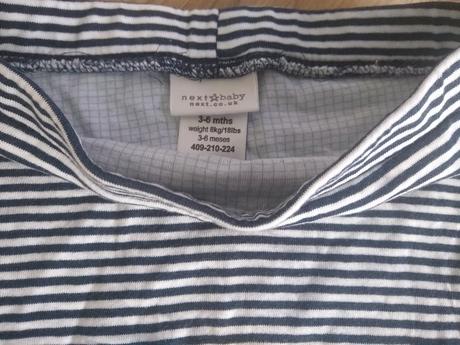 next baby
next.co.uk
3-6 mths
weight 8kg/18lbs
3-6 meses
409-210-224